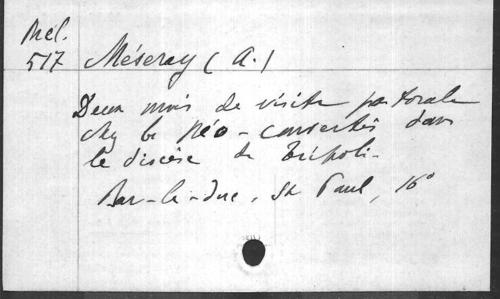 Mél.
517
Méseray (A.)
Deux mois de visite pastorale
chez les Néo-convertis dans
le diocèse de Tripoli.
Bar-le-Duc, St Paul, 16°